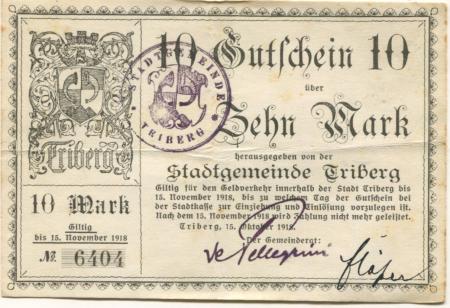 10 Gutschein 10
über
Zehn Mark
herausgegeben von der
Stadtgemeinde Triberg
Giltig für den Geldverkehr innerhalb der Stadt Triberg bis
15. November 1918, bis zu welchem Tag der Gutschein bei
der Stadtkasse zur Einziehung und Einlösung vorzulegen ist.
Nach dem 15. November 1918 wird Zahlung nicht mehr geleistet.
Triberg, 15. Oktober 1918.
Der Gemeinderat:
STADTGEMEINDE
TRIBERG
Triberg
10 Mark
Giltig
bis 15. November 1918
№ 6404